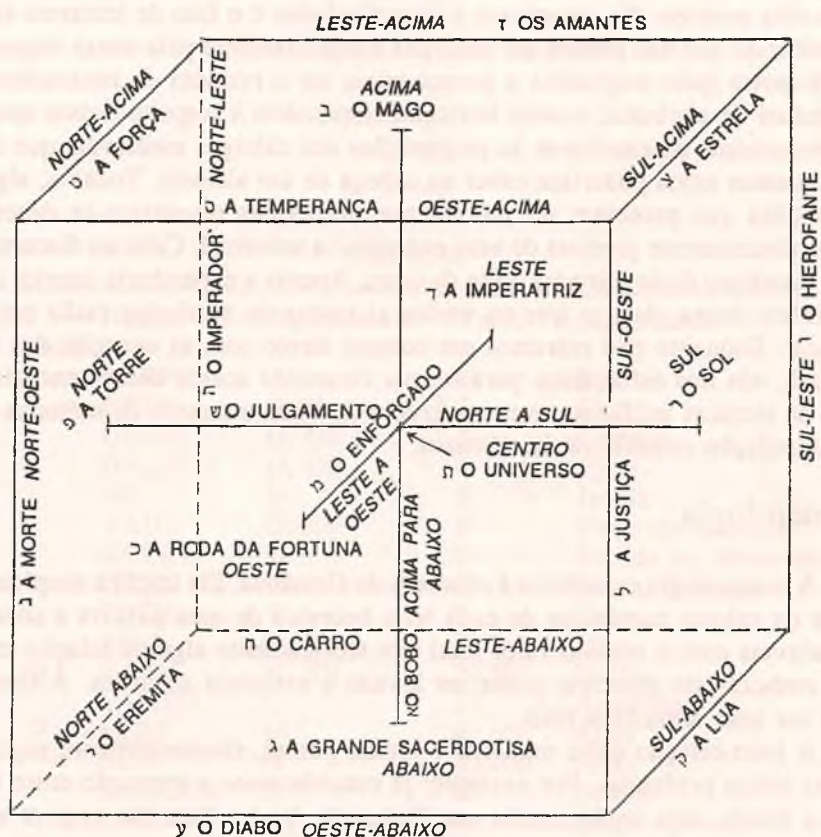 LESTE-ACIMA ז OS AMANTES
NORTE-ACIMA
ט A FORÇA
NORTE-LESTE
ה O IMPERADOR
ACIMA
ב O MAGO
SUL-ACIMA
צ A ESTRELA
ס A TEMPERANÇA
OESTE-ACIMA
LESTE
ד A IMPERATRIZ
SUL-OESTE
ל A JUSTIÇA
SUL-LESTE ו O HIEROFANTE
NORTE
פ A TORRE
SUL
ר O SOL
ש O JULGAMENTO
NORTE A SUL
מ O ENFORCADO
LESTE A
OESTE
CENTRO
ת O UNIVERSO
נ A MORTE NORTE-OESTE
כ A RODA DA FORTUNA
OESTE
א O BOBO ACIMA PARA
ABAIXO
ח O CARRO
LESTE-ABAIXO
NORTE ABAIXO
י O EREMITA
SUL-ABAIXO
ק A LUA
ג A GRANDE SACERDOTISA
ABAIXO
ע O DIABO OESTE-ABAIXO